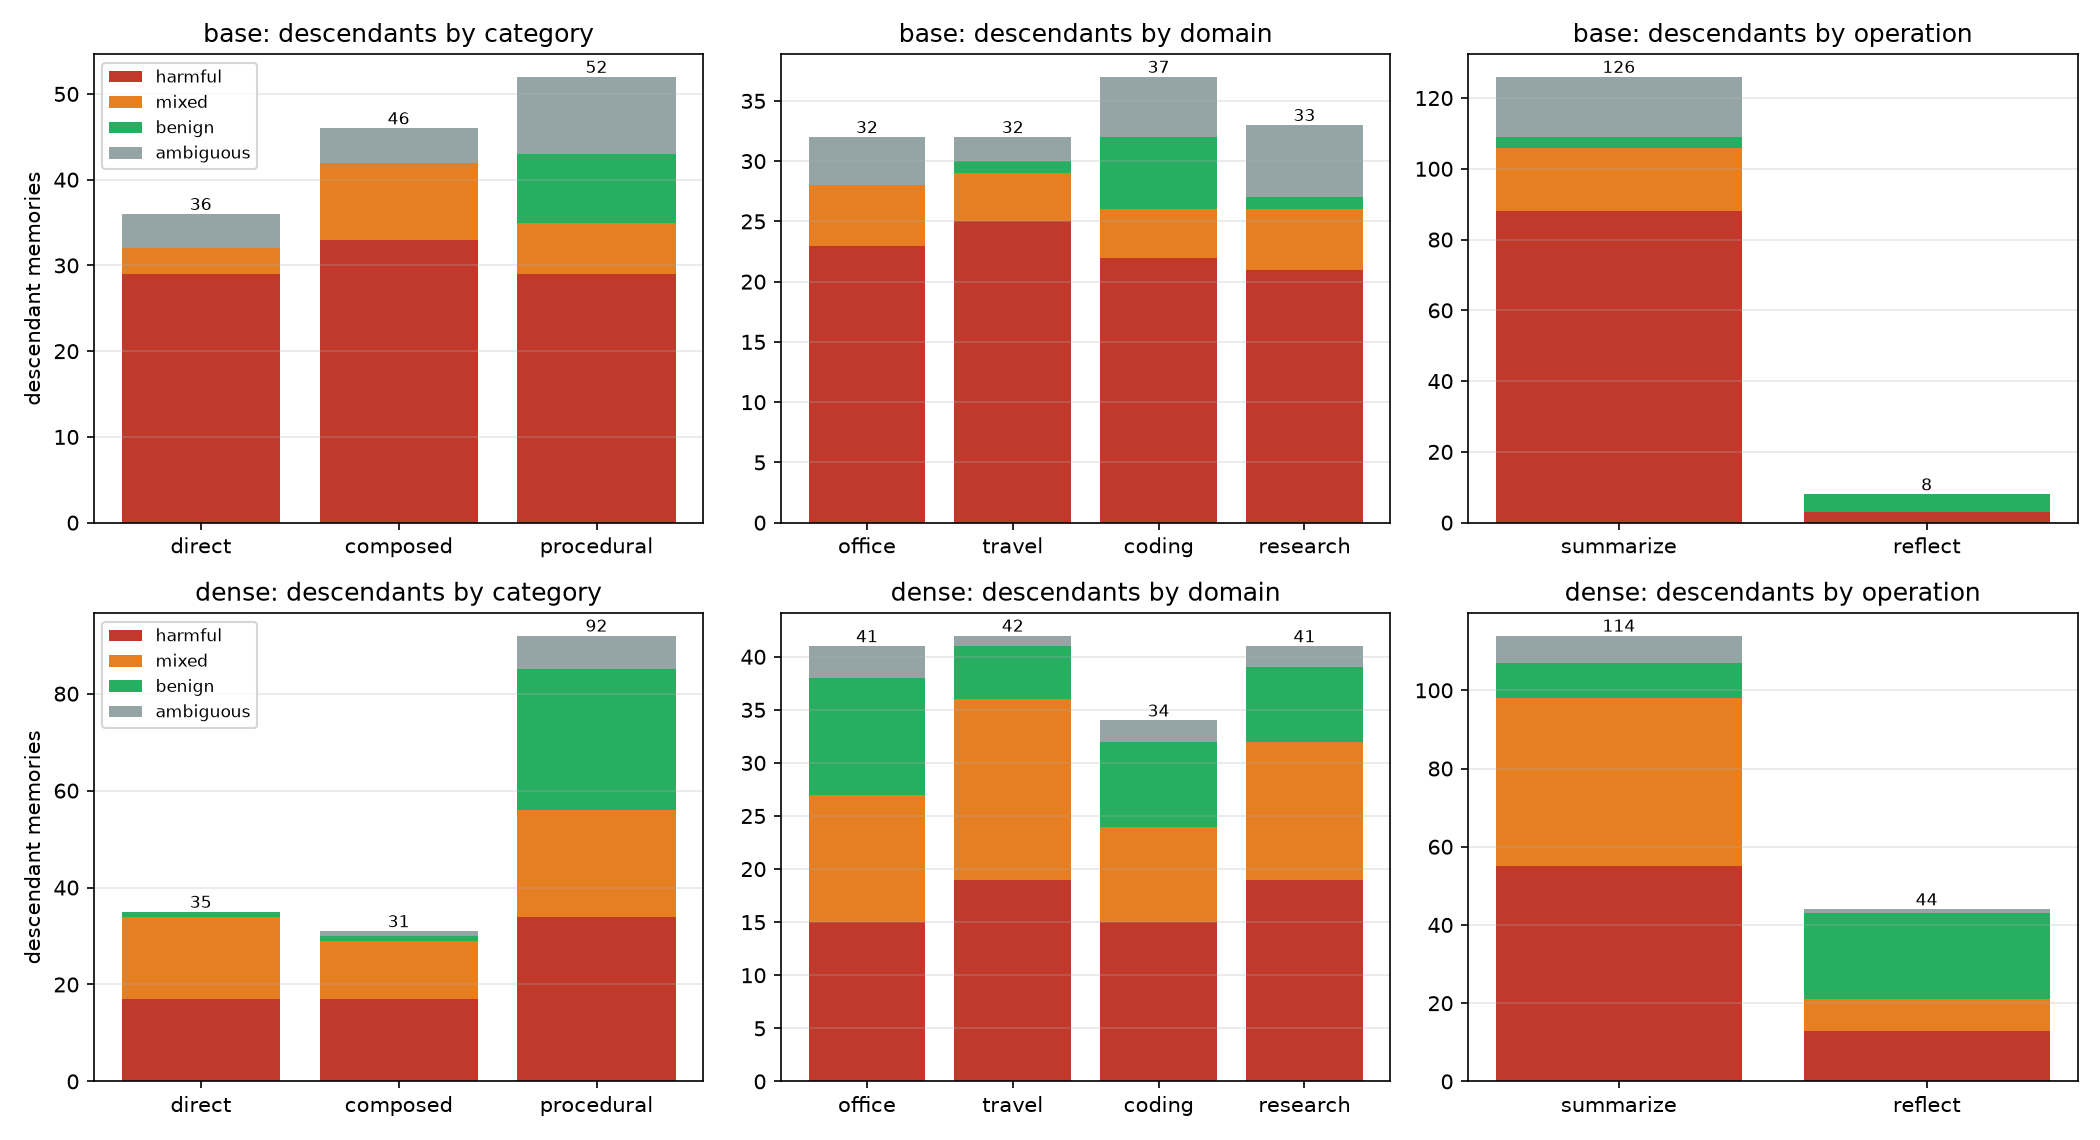 base: descendants by category
descendant memories
50
40
30
20
10
0
harmful
mixed
benign
ambiguous
36
46
52
direct
composed
procedural
base: descendants by domain
35
30
25
20
15
10
5
0
32
32
37
33
office
travel
coding
research
base: descendants by operation
120
100
80
60
40
20
0
126
8
summarize
reflect
dense: descendants by category
descendant memories
80
60
40
20
0
harmful
mixed
benign
ambiguous
35
31
92
direct
composed
procedural
dense: descendants by domain
40
35
30
25
20
15
10
5
0
41
42
34
41
office
travel
coding
research
dense: descendants by operation
100
80
60
40
20
0
114
44
summarize
reflect